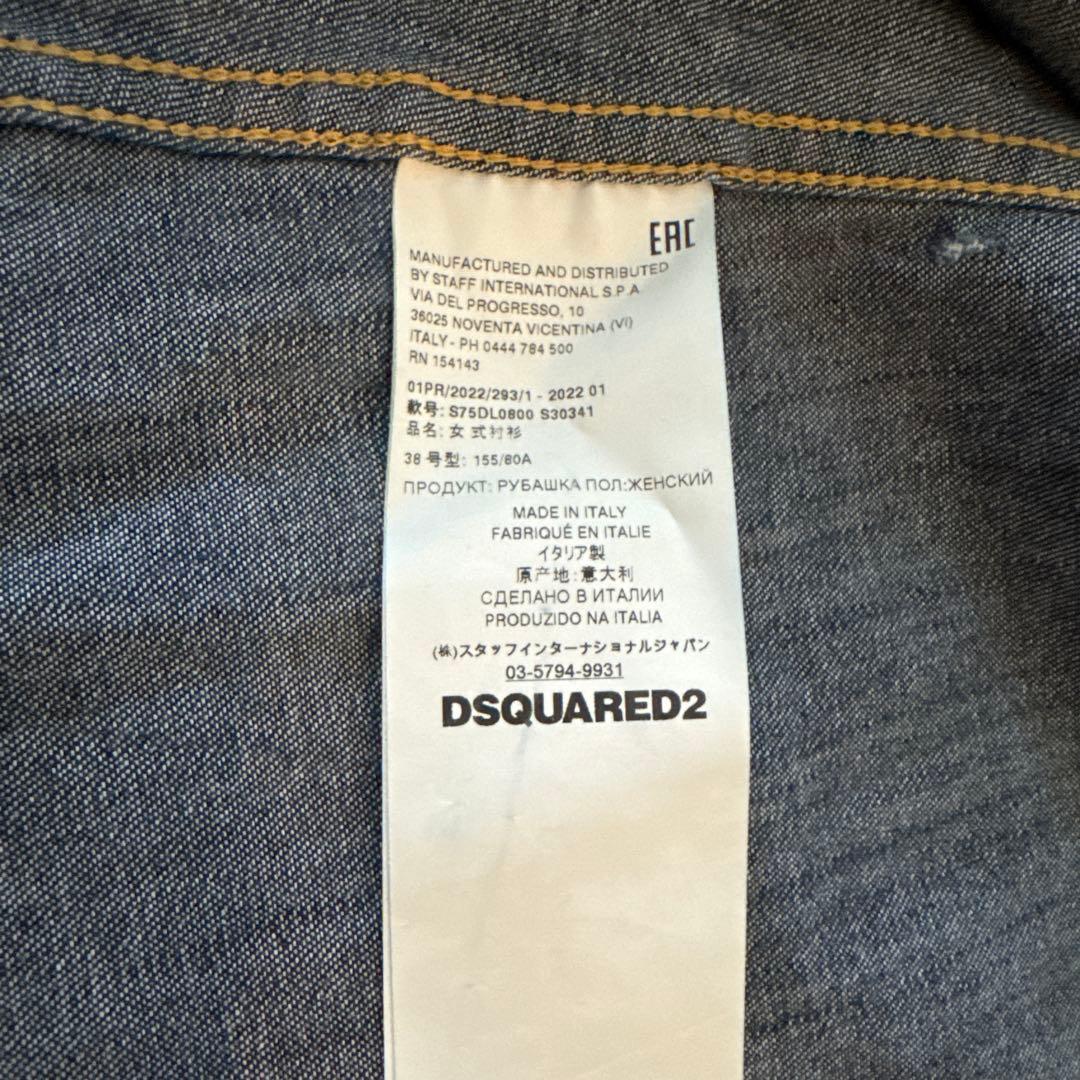 EAC
MANUFACTURED AND DISTRIBUTED
BY STAFF INTERNATIONAL S.P.A
VIA DEL PROGRESSO, 10
36025 NOVENTA VICENTINA (VI)
ITALY - PH 0444 784 500
RN 154143
01PR/2022/293/1 - 2022 01
款号: S75DL0800 S30341
品名: 女式衬衫
38 号型: 155/80A
ПРОДУКТ: РУБАШКА ПОЛ:ЖЕНСКИЙ
MADE IN ITALY
FABRIQUÉ EN ITALIE
イタリア製
原产地:意大利
СДЕЛАНО В ИТАЛИИ
PRODUZIDO NA ITALIA
(株)スタッフインターナショナルジャパン
03-5794-9931
DSQUARED2